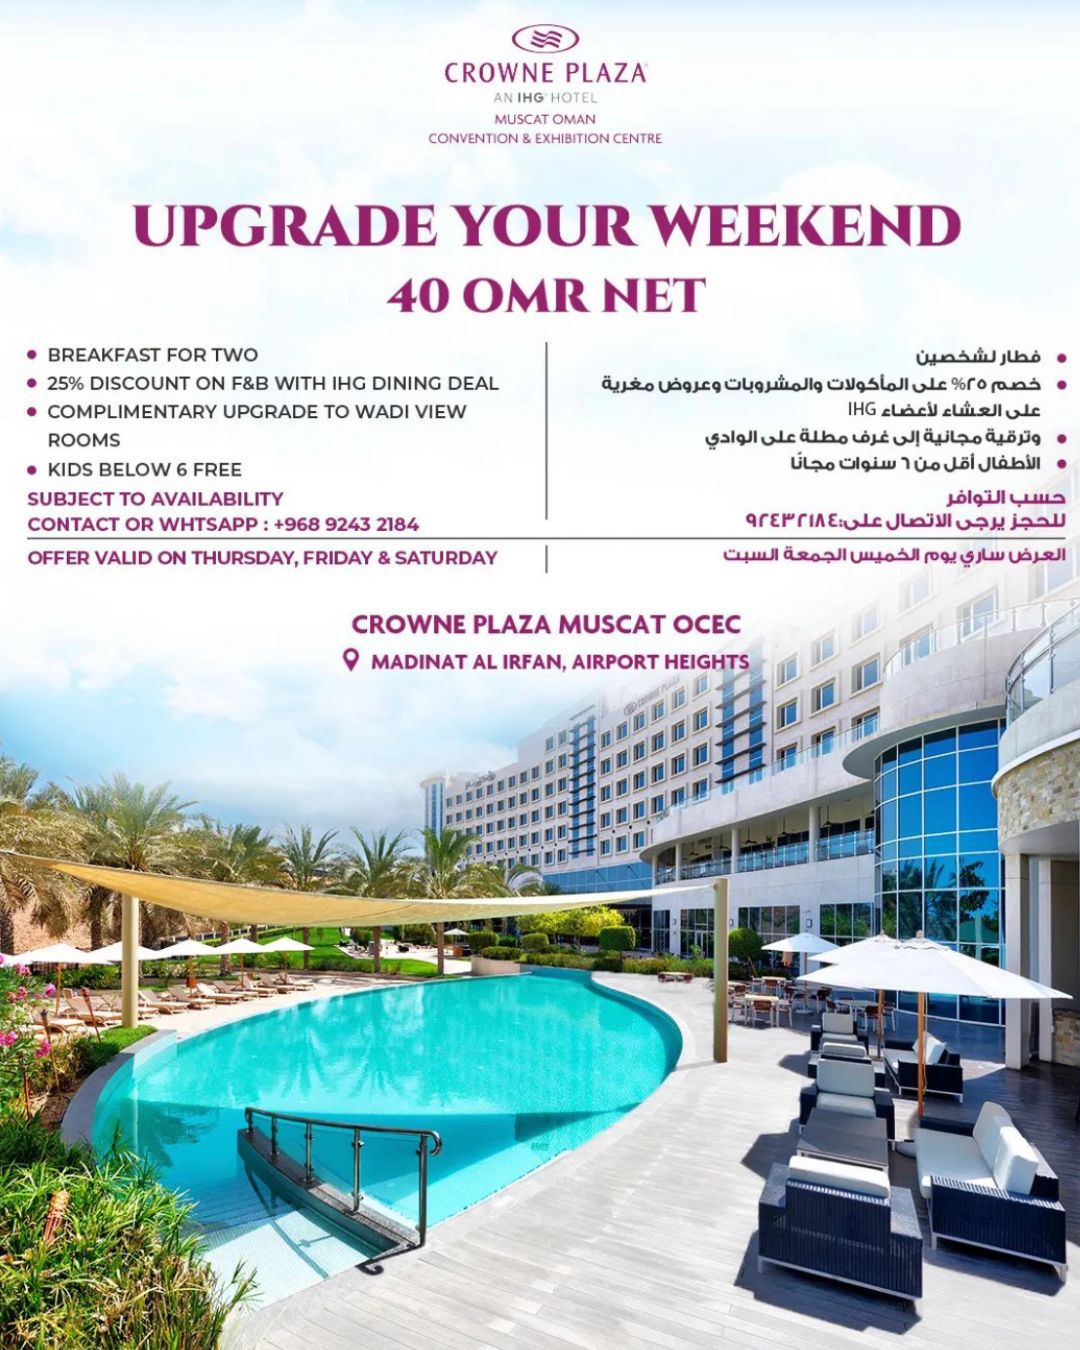 CROWNE PLAZA
AN IHG HOTEL
MUSCAT OMAN
CONVENTION & EXHIBITION CENTRE
UPGRADE YOUR WEEKEND
40 OMR NET
• BREAKFAST FOR TWO
• 25% DISCOUNT ON F&B WITH IHG DINING DEAL
• COMPLIMENTARY UPGRADE TO WADI VIEW
ROOMS
• KIDS BELOW 6 FREE
SUBJECT TO AVAILABILITY
CONTACT OR WHTSAPP : +968 9243 2184
OFFER VALID ON THURSDAY, FRIDAY & SATURDAY
• فطار لشخصين
• خصم ٢٥% على المأكولات والمشروبات وعروض مغرية
على العشاء لأعضاء IHG
• وترقية مجانية إلى غرف مطلة على الوادي
• الأطفال أقل من ٦ سنوات مجانًا
حسب التوافر
للحجز يرجى الاتصال على:٩٢٤٣٢١٨٤
العرض ساري يوم الخميس الجمعة السبت
CROWNE PLAZA MUSCAT OCEC
MADINAT AL IRFAN, AIRPORT HEIGHTS
CROWNE PLAZA